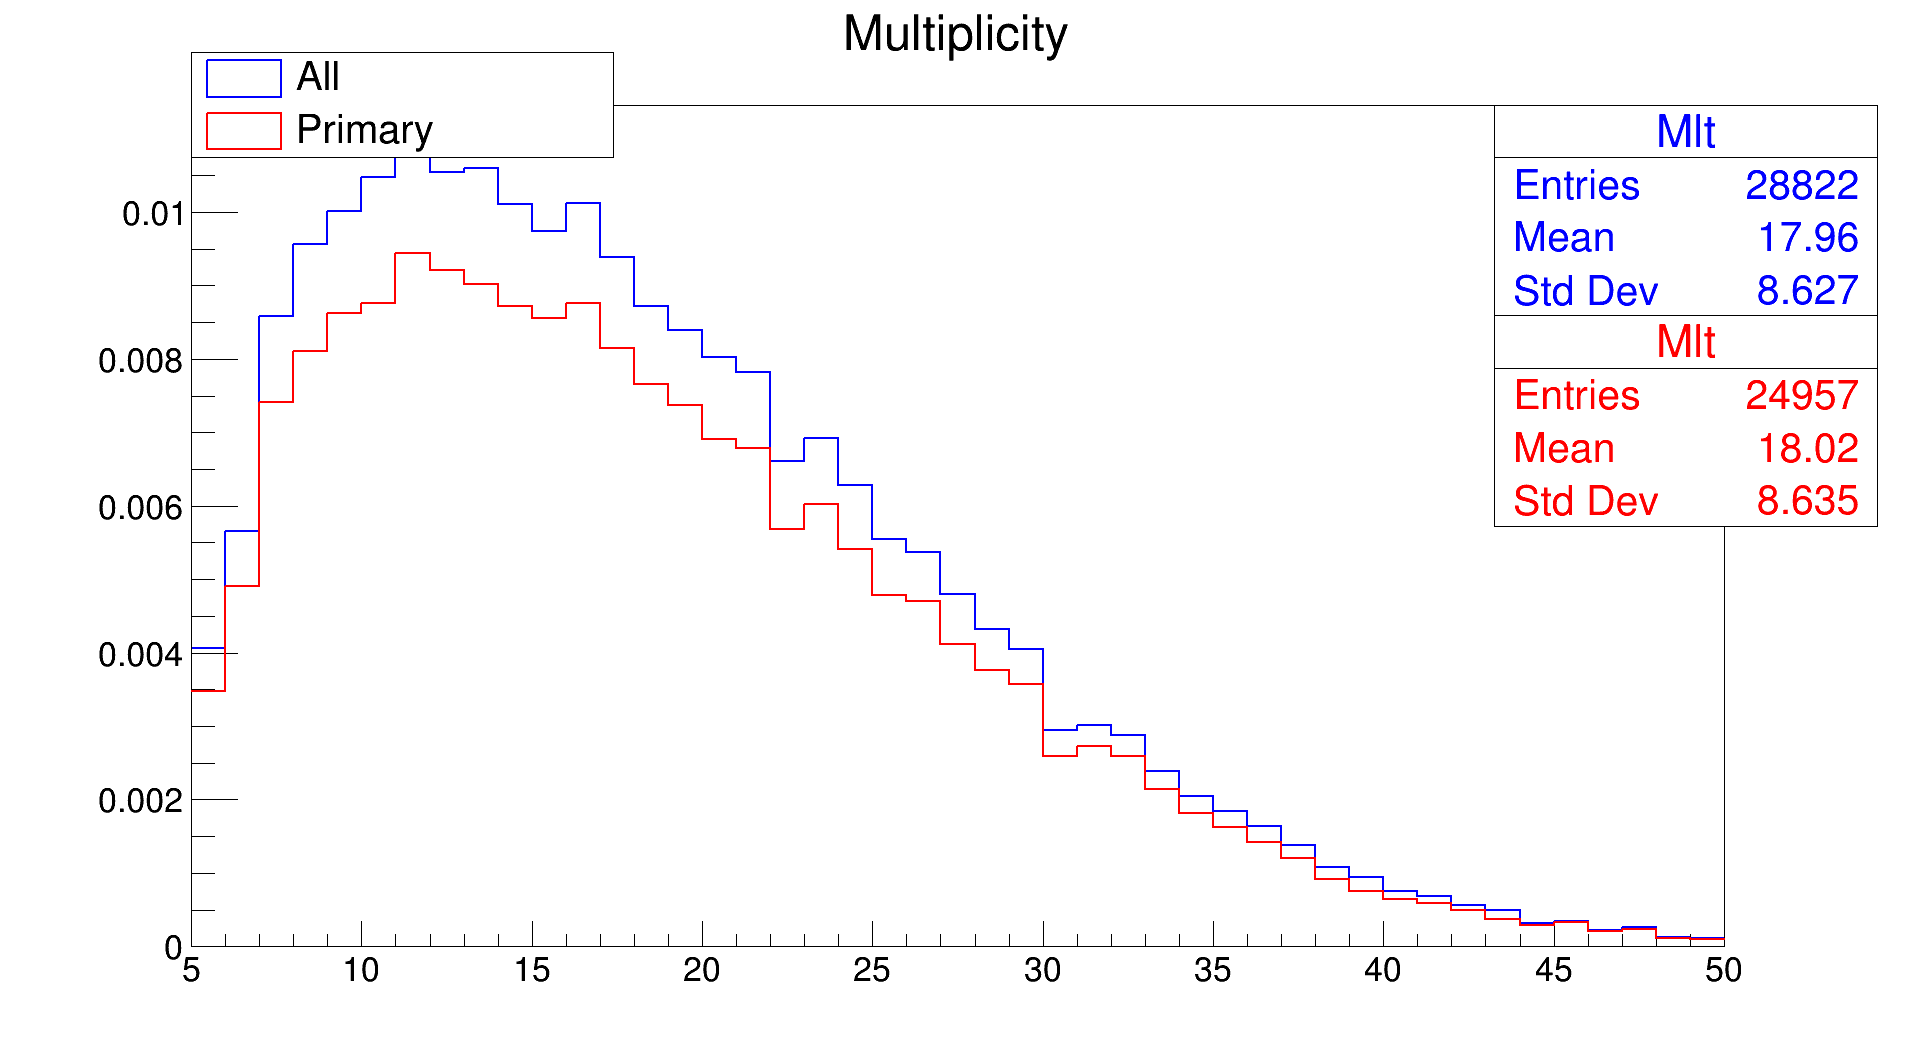 Multiplicity
All
Primary
Mlt
Entries 28822
Mean 17.96
Std Dev 8.627
Mlt
Entries 24957
Mean 18.02
Std Dev 8.635
0.01
0.008
0.006
0.004
0.002
0
5 10 15 20 25 30 35 40 45 50